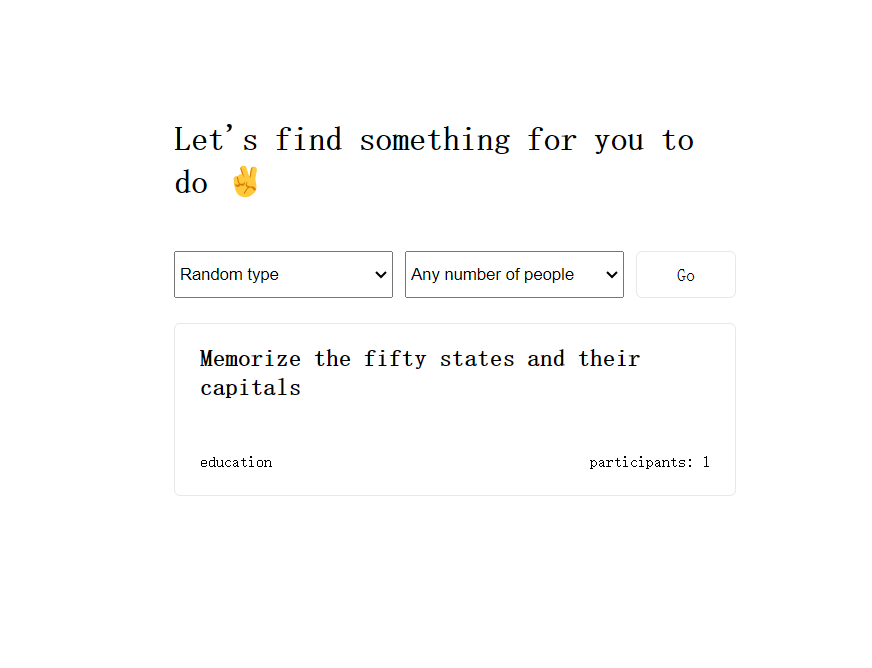 Let's find something for you to
do ✌
Random type
Any number of people
Go
Memorize the fifty states and their
capitals
education
participants: 1